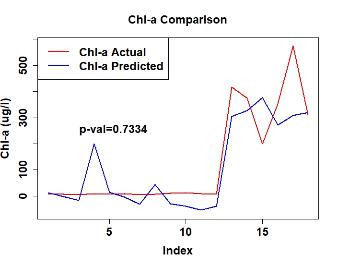 Chl-a Comparison
Chl-a Actual
Chl-a Predicted
p-val=0.7334
Chl-a (ug/l)
0
100
300
500
5
10
15
Index